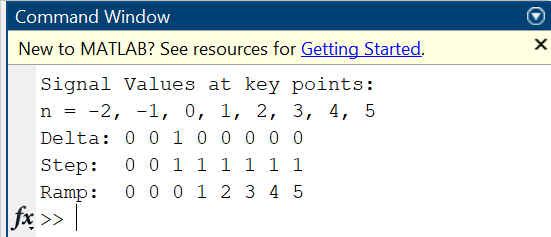 Command Window
New to MATLAB? See resources for Getting Started.
Signal Values at key points:
n = -2, -1, 0, 1, 2, 3, 4, 5
Delta: 0 0 1 0 0 0 0 0
Step:  0 0 1 1 1 1 1 1
Ramp:  0 0 0 1 2 3 4 5
fx >>